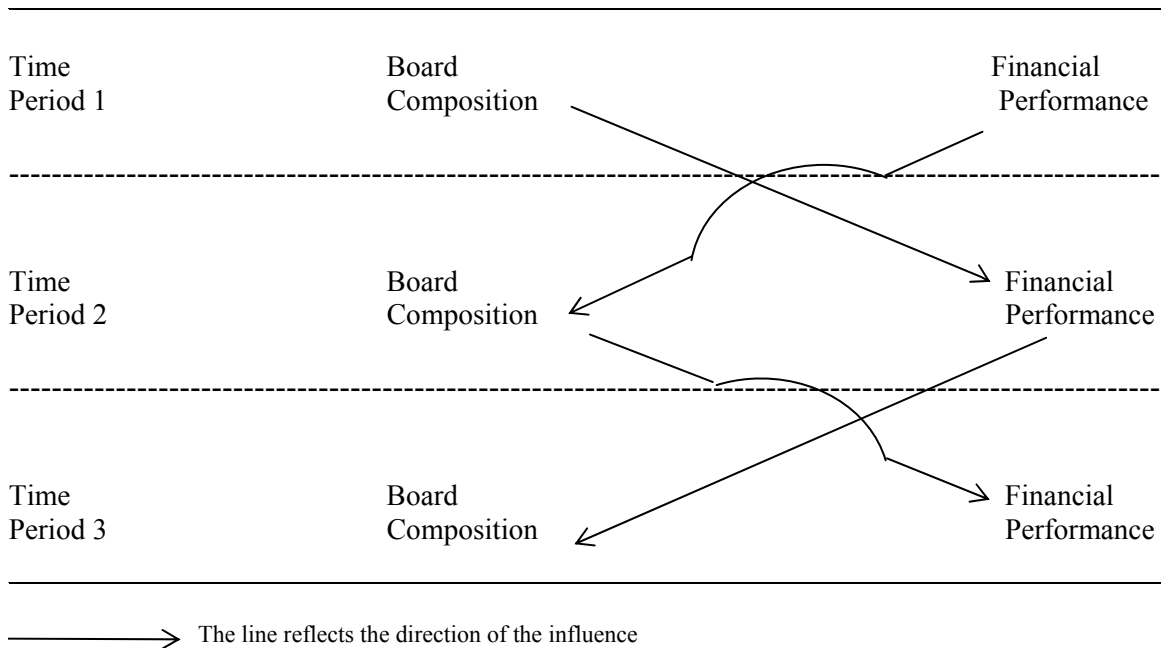 Time Board Financial
Period 1 Composition Performance
Time Board Financial
Period 2 Composition Performance
Time Board Financial
Period 3 Composition Performance
The line reflects the direction of the influence